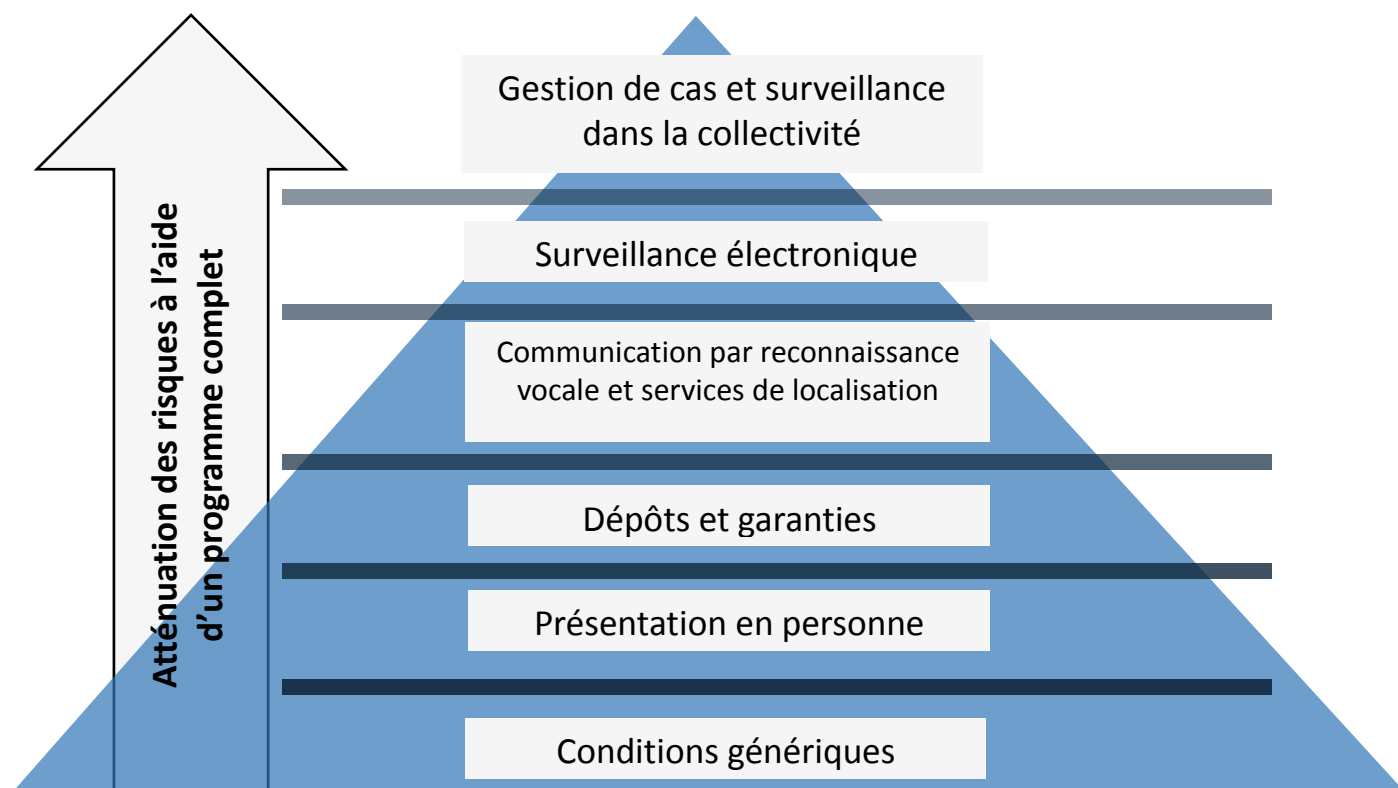 Gestion de cas et surveillance
dans la collectivité
Surveillance électronique
Communication par reconnaissance
vocale et services de localisation
Dépôts et garanties
Présentation en personne
Conditions génériques
Atténuation des risques à l’aide
d’un programme complet